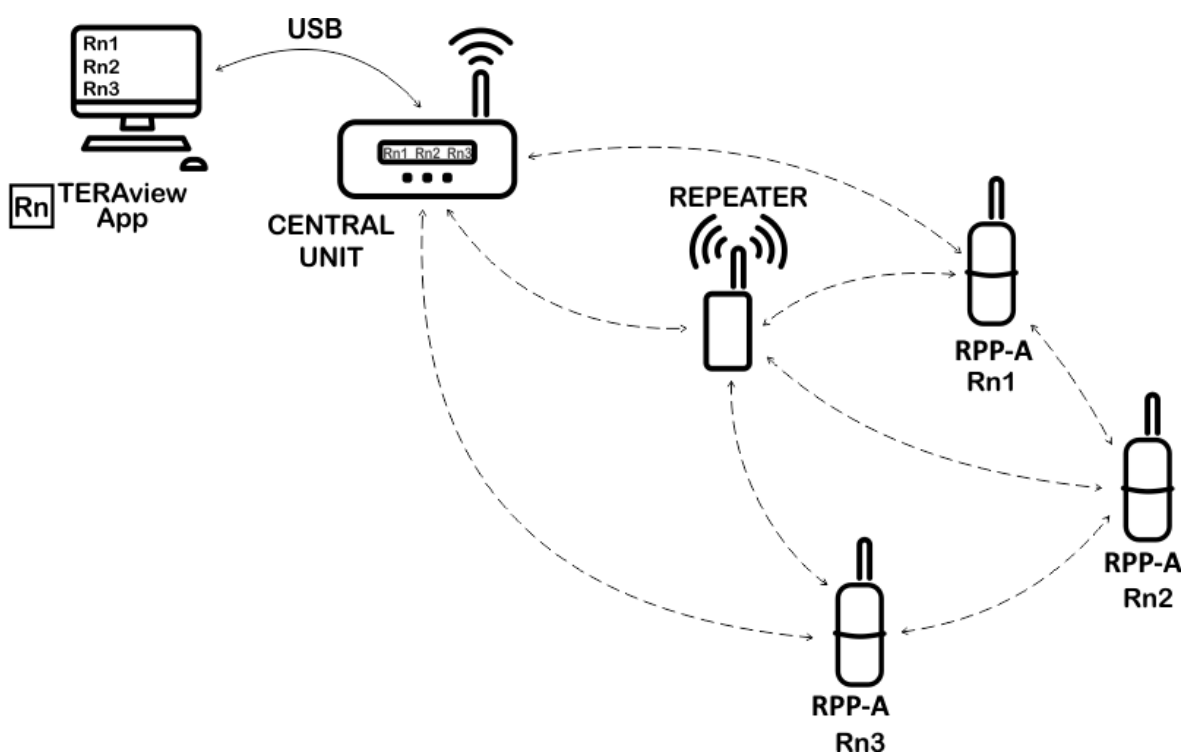 Rn1
Rn2
Rn3
USB
Rn1 Rn2 Rn3
Rn
TERAview
App
CENTRAL
UNIT
REPEATER
RPP-A
Rn1
RPP-A
Rn2
RPP-A
Rn3